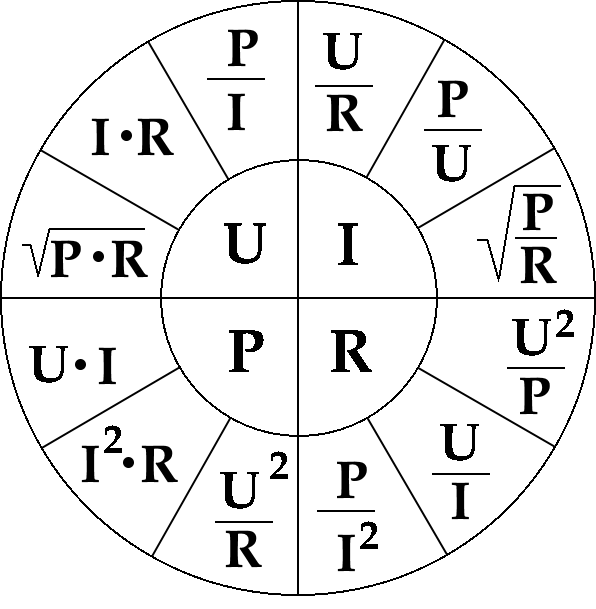 P/I
U/R
I·R
P/U
√(P·R)
√(P/R)
U
I
P
R
U·I
U²/P
I²·R
U/I
U²/R
P/I²